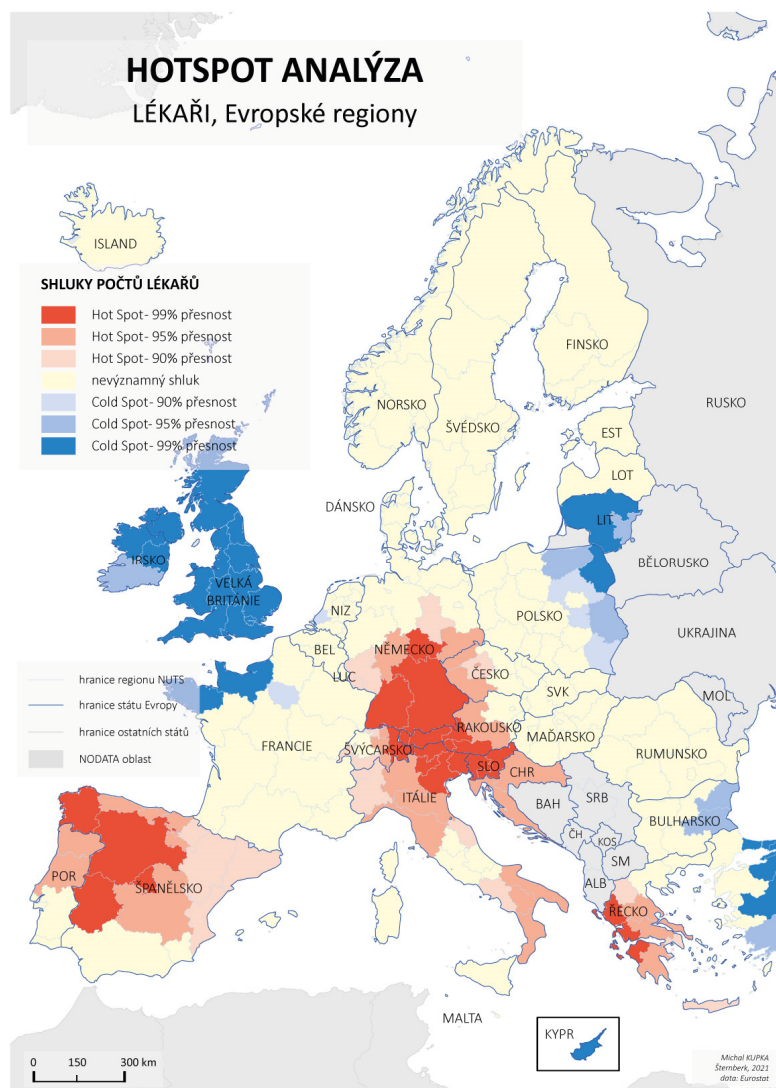 HOTSPOT ANALÝZA
LÉKAŘI, Evropské regiony
ISLAND
SHLUKY POČTŮ LÉKAŘŮ
Hot Spot- 99% přesnost
Hot Spot- 95% přesnost
Hot Spot- 90% přesnost
nevýznamný shluk
Cold Spot- 90% přesnost
Cold Spot- 95% přesnost
Cold Spot- 99% přesnost
FINSKO
NORSKO
ŠVÉDSKO
RUSKO
EST
LOT
DÁNSKO
LIT
BĚLORUSKO
IRSKO
VELKÁ
BRITÁNIE
NIZ
POLSKO
UKRAJINA
BEL
NĚMECKO
LUC
ČESKO
hranice regionu NUTS
hranice státu Evropy
hranice ostatních států
NODATA oblast
SVK
MOL
FRANCIE
ŠVÝCARSKO
RAKOUSKO
MAĎARSKO
RUMUNSKO
SLO
CHR
ITÁLIE
BAH
SRB
BULHARSKO
ČH
KOS
SM
ALB
POR
ŠPANĚLSKO
ŘECKO
MALTA
KYPR
0 150 300 km
Michal KUPKA
Šternberk, 2021
data: Eurostat